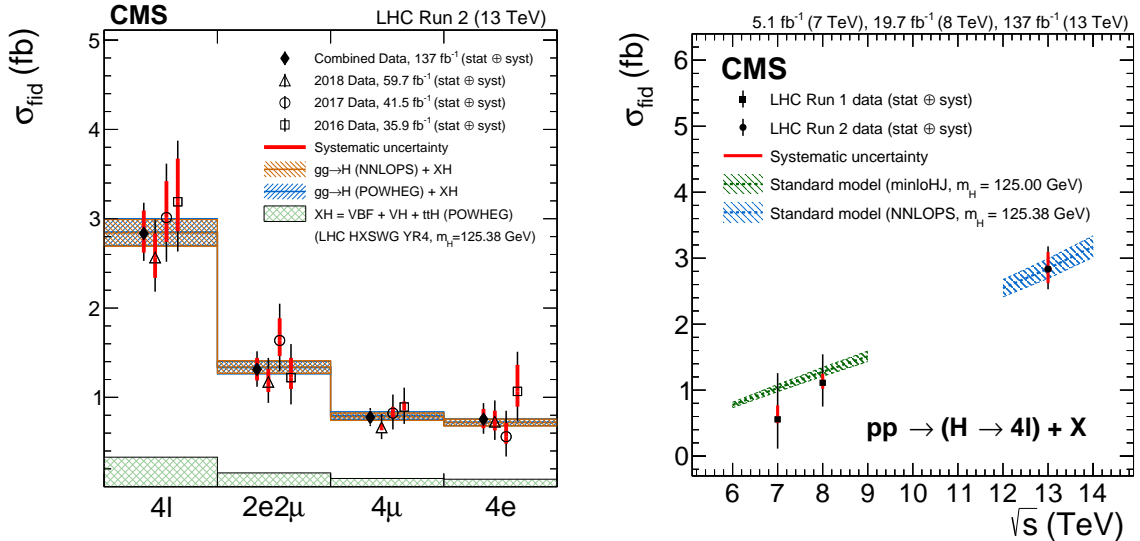 CMS
LHC Run 2 (13 TeV)
σfid (fb)
5
4
3
2
1
Combined Data, 137 fb⁻¹ (stat ⊕ syst)
2018 Data, 59.7 fb⁻¹ (stat ⊕ syst)
2017 Data, 41.5 fb⁻¹ (stat ⊕ syst)
2016 Data, 35.9 fb⁻¹ (stat ⊕ syst)
Systematic uncertainty
gg→H (NNLOPS) + XH
gg→H (POWHEG) + XH
XH = VBF + VH + ttH (POWHEG)
(LHC HXSWG YR4, mH=125.38 GeV)
4l 2e2μ 4μ 4e
5.1 fb⁻¹ (7 TeV), 19.7 fb⁻¹ (8 TeV), 137 fb⁻¹ (13 TeV)
σfid (fb)
6
5
4
3
2
1
0
CMS
LHC Run 1 data (stat ⊕ syst)
LHC Run 2 data (stat ⊕ syst)
Systematic uncertainty
Standard model (minloHJ, mH = 125.00 GeV)
Standard model (NNLOPS, mH = 125.38 GeV)
pp → (H → 4l) + X
6 7 8 9 10 11 12 13 14
√s (TeV)